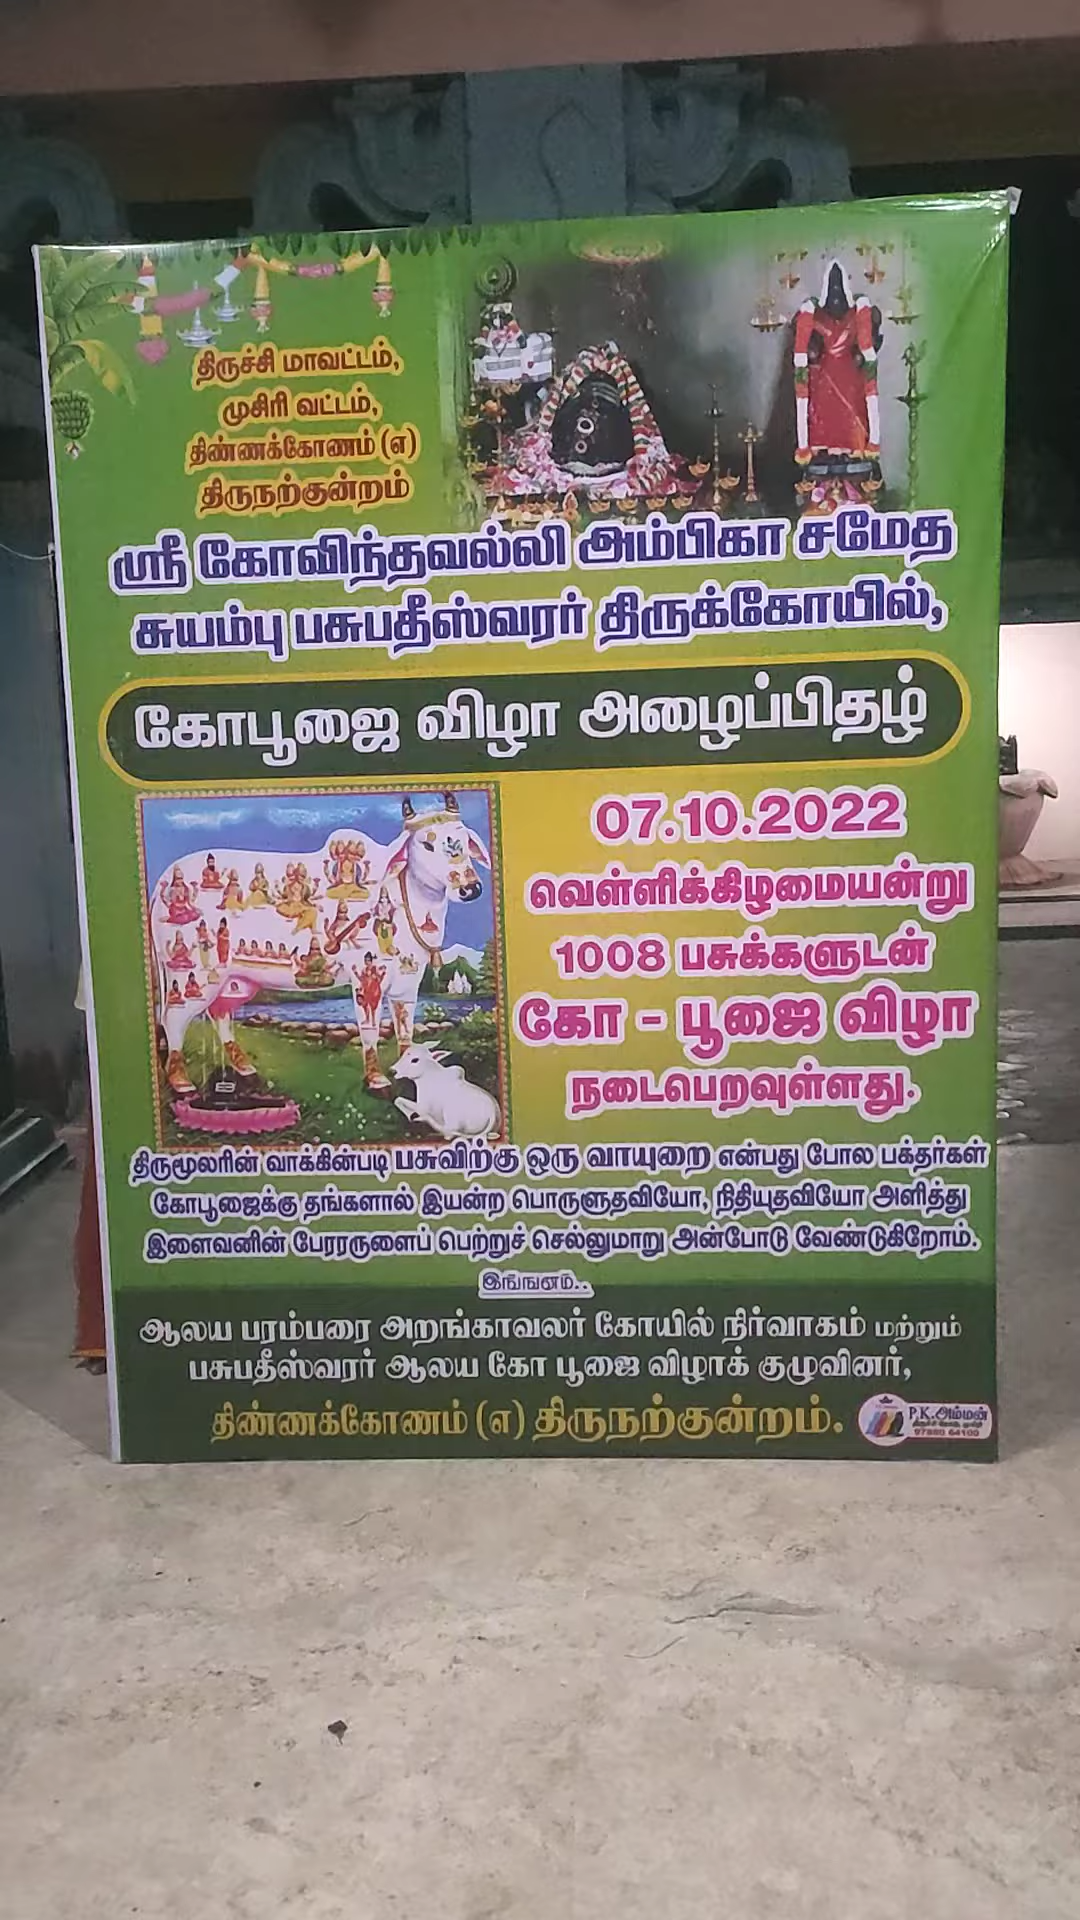 திருச்சி மாவட்டம்,
முசிரி வட்டம்,
திண்ணக்கோணம் (எ)
திருநற்குன்றம்
ஸ்ரீ கோவிந்தவல்லி அம்பிகா சமேத
சுயம்பு பசுபதீஸ்வரர் திருக்கோயில்,
கோபூஜை விழா அழைப்பிதழ்
07.10.2022
வெள்ளிக்கிழமையன்று
1008 பசுக்களுடன்
கோ - பூஜை விழா
நடைபெறவுள்ளது.
திருமூலரின் வாக்கின்படி பசுவிற்கு ஒரு வாயுறை என்பது போல பக்தர்கள்
கோபூஜைக்கு தங்களால் இயன்ற பொருளுதவியோ, நிதியுதவியோ அளித்து
இளைவனின் பேரருளைப் பெற்றுச் செல்லுமாறு அன்போடு வேண்டுகிறோம்.
இங்ஙனம்..
ஆலய பரம்பரை அறங்காவலர் கோயில் நிர்வாகம் மற்றும்
பசுபதீஸ்வரர் ஆலய கோ பூஜை விழாக் குழுவினர்,
திண்ணக்கோணம் (எ) திருநற்குன்றம்.
P.K.அம்மன்